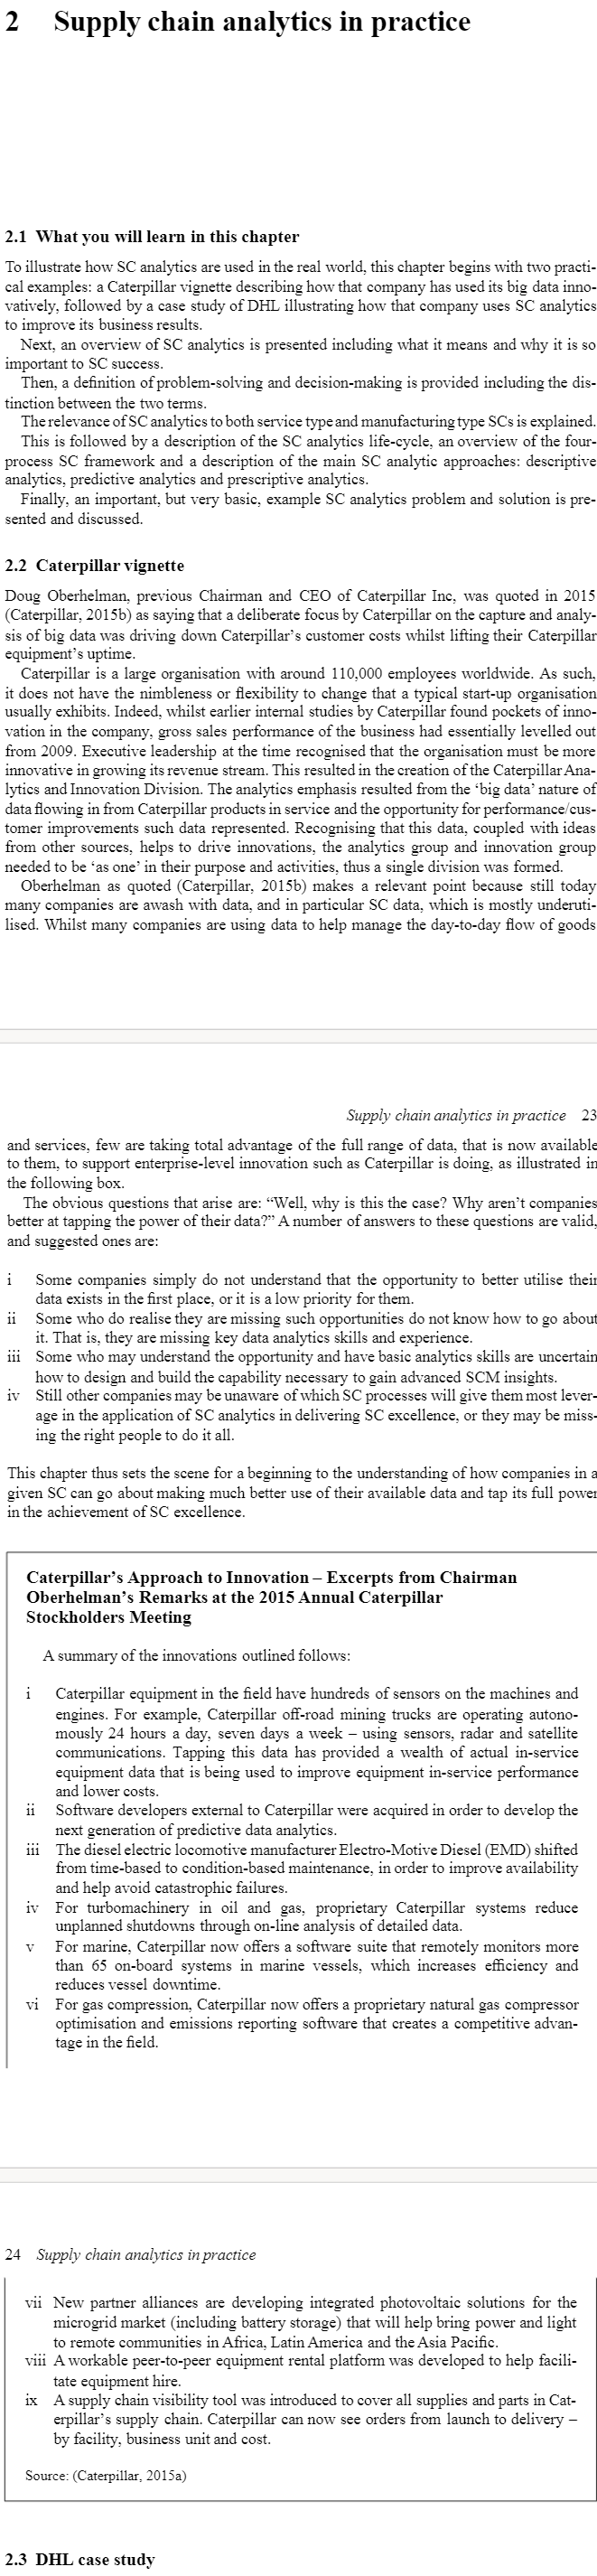 2 Supply chain analytics in practice
2.1 What you will learn in this chapter
To illustrate how SC analytics are used in the real world, this chapter begins with two practi-
cal examples: a Caterpillar vignette describing how that company has used its big data inno-
vatively, followed by a case study of DHL illustrating how that company uses SC analytics
to improve its business results.
Next, an overview of SC analytics is presented including what it means and why it is so
important to SC success.
Then, a definition of problem-solving and decision-making is provided including the dis-
tinction between the two terms.
The relevance of SC analytics to both service type and manufacturing type SCs is explained.
This is followed by a description of the SC analytics life-cycle, an overview of the four-
process SC framework and a description of the main SC analytic approaches: descriptive
analytics, predictive analytics and prescriptive analytics.
Finally, an important, but very basic, example SC analytics problem and solution is pre-
sented and discussed.
2.2 Caterpillar vignette
Doug Oberhelman, previous Chairman and CEO of Caterpillar Inc, was quoted in 2015
(Caterpillar, 2015b) as saying that a deliberate focus by Caterpillar on the capture and analy-
sis of big data was driving down Caterpillar's customer costs whilst lifting their Caterpillar
equipment's uptime.
Caterpillar is a large organisation with around 110,000 employees worldwide. As such,
it does not have the nimbleness or flexibility to change that a typical start-up organisation
usually exhibits. Indeed, whilst earlier internal studies by Caterpillar found pockets of inno-
vation in the company, gross sales performance of the business had essentially levelled out
from 2009. Executive leadership at the time recognised that the organisation must be more
innovative in growing its revenue stream. This resulted in the creation of the Caterpillar Ana-
lytics and Innovation Division. The analytics emphasis resulted from the 'big data' nature of
data flowing in from Caterpillar products in service and the opportunity for performance/cus-
tomer improvements such data represented. Recognising that this data, coupled with ideas
from other sources, helps to drive innovations, the analytics group and innovation group
needed to be 'as one' in their purpose and activities, thus a single division was formed.
Oberhelman as quoted (Caterpillar, 2015b) makes a relevant point because still today
many companies are awash with data, and in particular SC data, which is mostly underuti-
lised. Whilst many companies are using data to help manage the day-to-day flow of goods
Supply chain analytics in practice 23
and services, few are taking total advantage of the full range of data, that is now available
to them, to support enterprise-level innovation such as Caterpillar is doing, as illustrated in
the following box.
The obvious questions that arise are: "Well, why is this the case? Why aren't companies
better at tapping the power of their data?" A number of answers to these questions are valid,
and suggested ones are:
i Some companies simply do not understand that the opportunity to better utilise their
data exists in the first place, or it is a low priority for them.
ii Some who do realise they are missing such opportunities do not know how to go about
it. That is, they are missing key data analytics skills and experience.
iii Some who may understand the opportunity and have basic analytics skills are uncertain
how to design and build the capability necessary to gain advanced SCM insights.
iv Still other companies may be unaware of which SC processes will give them most lever-
age in the application of SC analytics in delivering SC excellence, or they may be miss-
ing the right people to do it all.
This chapter thus sets the scene for a beginning to the understanding of how companies in a
given SC can go about making much better use of their available data and tap its full power
in the achievement of SC excellence.
Caterpillar's Approach to Innovation – Excerpts from Chairman
Oberhelman's Remarks at the 2015 Annual Caterpillar
Stockholders Meeting
A summary of the innovations outlined follows:
i Caterpillar equipment in the field have hundreds of sensors on the machines and
engines. For example, Caterpillar off-road mining trucks are operating autono-
mously 24 hours a day, seven days a week – using sensors, radar and satellite
communications. Tapping this data has provided a wealth of actual in-service
equipment data that is being used to improve equipment in-service performance
and lower costs.
ii Software developers external to Caterpillar were acquired in order to develop the
next generation of predictive data analytics.
iii The diesel electric locomotive manufacturer Electro-Motive Diesel (EMD) shifted
from time-based to condition-based maintenance, in order to improve availability
and help avoid catastrophic failures.
iv For turbomachinery in oil and gas, proprietary Caterpillar systems reduce
unplanned shutdowns through on-line analysis of detailed data.
v For marine, Caterpillar now offers a software suite that remotely monitors more
than 65 on-board systems in marine vessels, which increases efficiency and
reduces vessel downtime.
vi For gas compression, Caterpillar now offers a proprietary natural gas compressor
optimisation and emissions reporting software that creates a competitive advan-
tage in the field.
24 Supply chain analytics in practice
vii New partner alliances are developing integrated photovoltaic solutions for the
microgrid market (including battery storage) that will help bring power and light
to remote communities in Africa, Latin America and the Asia Pacific.
viii A workable peer-to-peer equipment rental platform was developed to help facili-
tate equipment hire.
ix A supply chain visibility tool was introduced to cover all supplies and parts in Cat-
erpillar's supply chain. Caterpillar can now see orders from launch to delivery –
by facility, business unit and cost.
Source: (Caterpillar, 2015a)
2.3 DHL case study